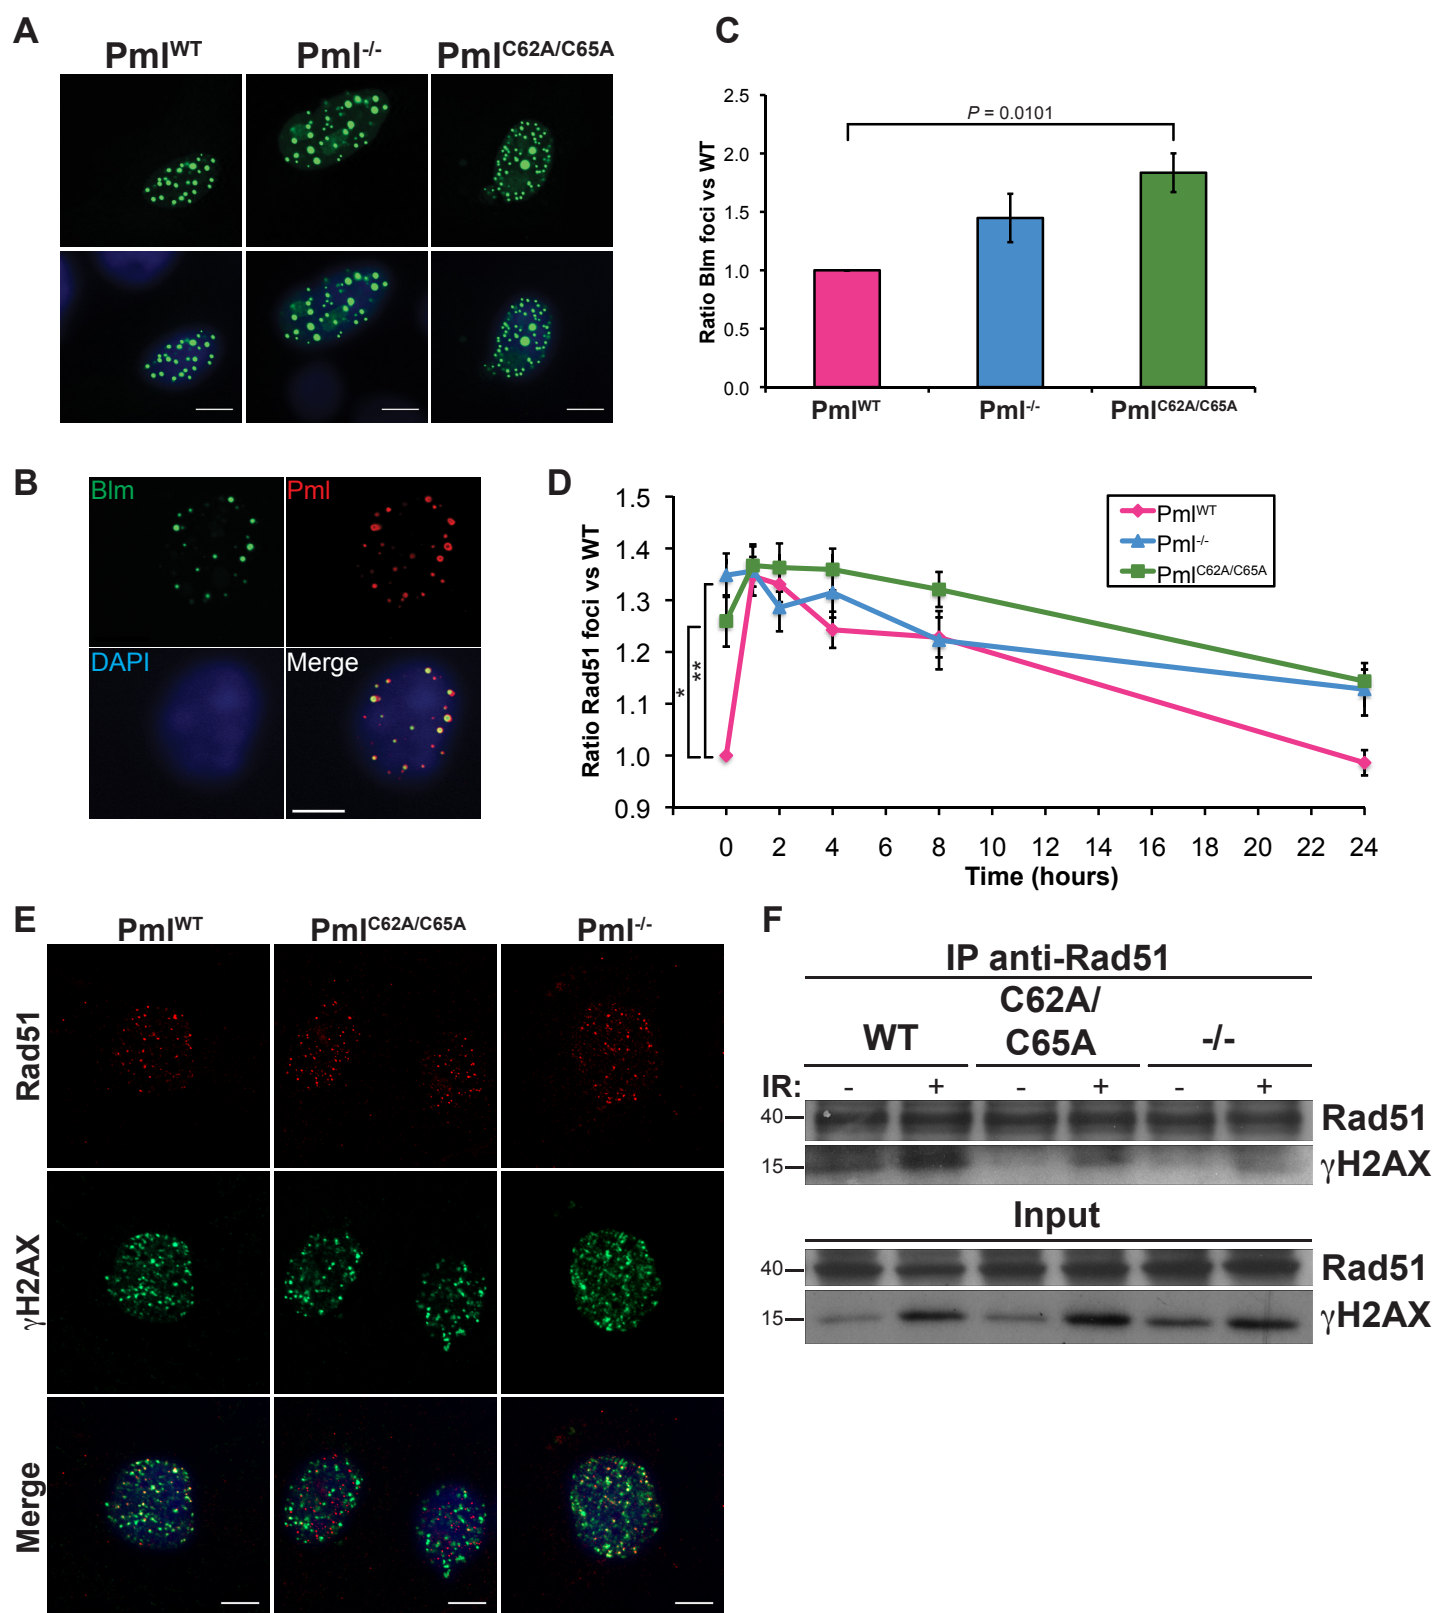 A
Pml^WT Pml^-/- Pml^C62A/C65A
B
Blm Pml
DAPI Merge
C
Ratio Blm foci vs WT
2.5
2.0
1.5
1.0
0.5
0.0
P = 0.0101
Pml^WT Pml^-/- Pml^C62A/C65A
D
Ratio Rad51 foci vs WT
1.5
1.4
1.3
1.2
1.1
1.0
0.9
* **
Pml^WT
Pml^-/-
Pml^C62A/C65A
0 2 4 6 8 10 12 14 16 18 20 22 24
Time (hours)
E
Pml^WT Pml^C62A/C65A Pml^-/-
Rad51
γH2AX
Merge
F
IP anti-Rad51
WT C62A/C65A -/-
IR: - + - + - +
40 Rad51
15 γH2AX
Input
40 Rad51
15 γH2AX